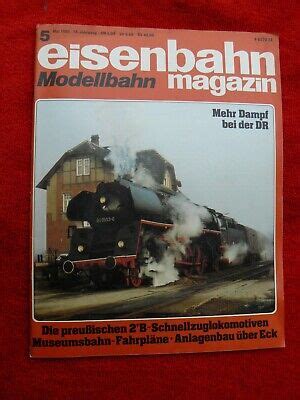 5
eisenbahn
Modellbahn magazin
Mehr Dampf
bei der DR
Die preußischen 2'B-Schnellzuglokomotiven
Museumsbahn-Fahrpläne · Anlagenbau über Eck